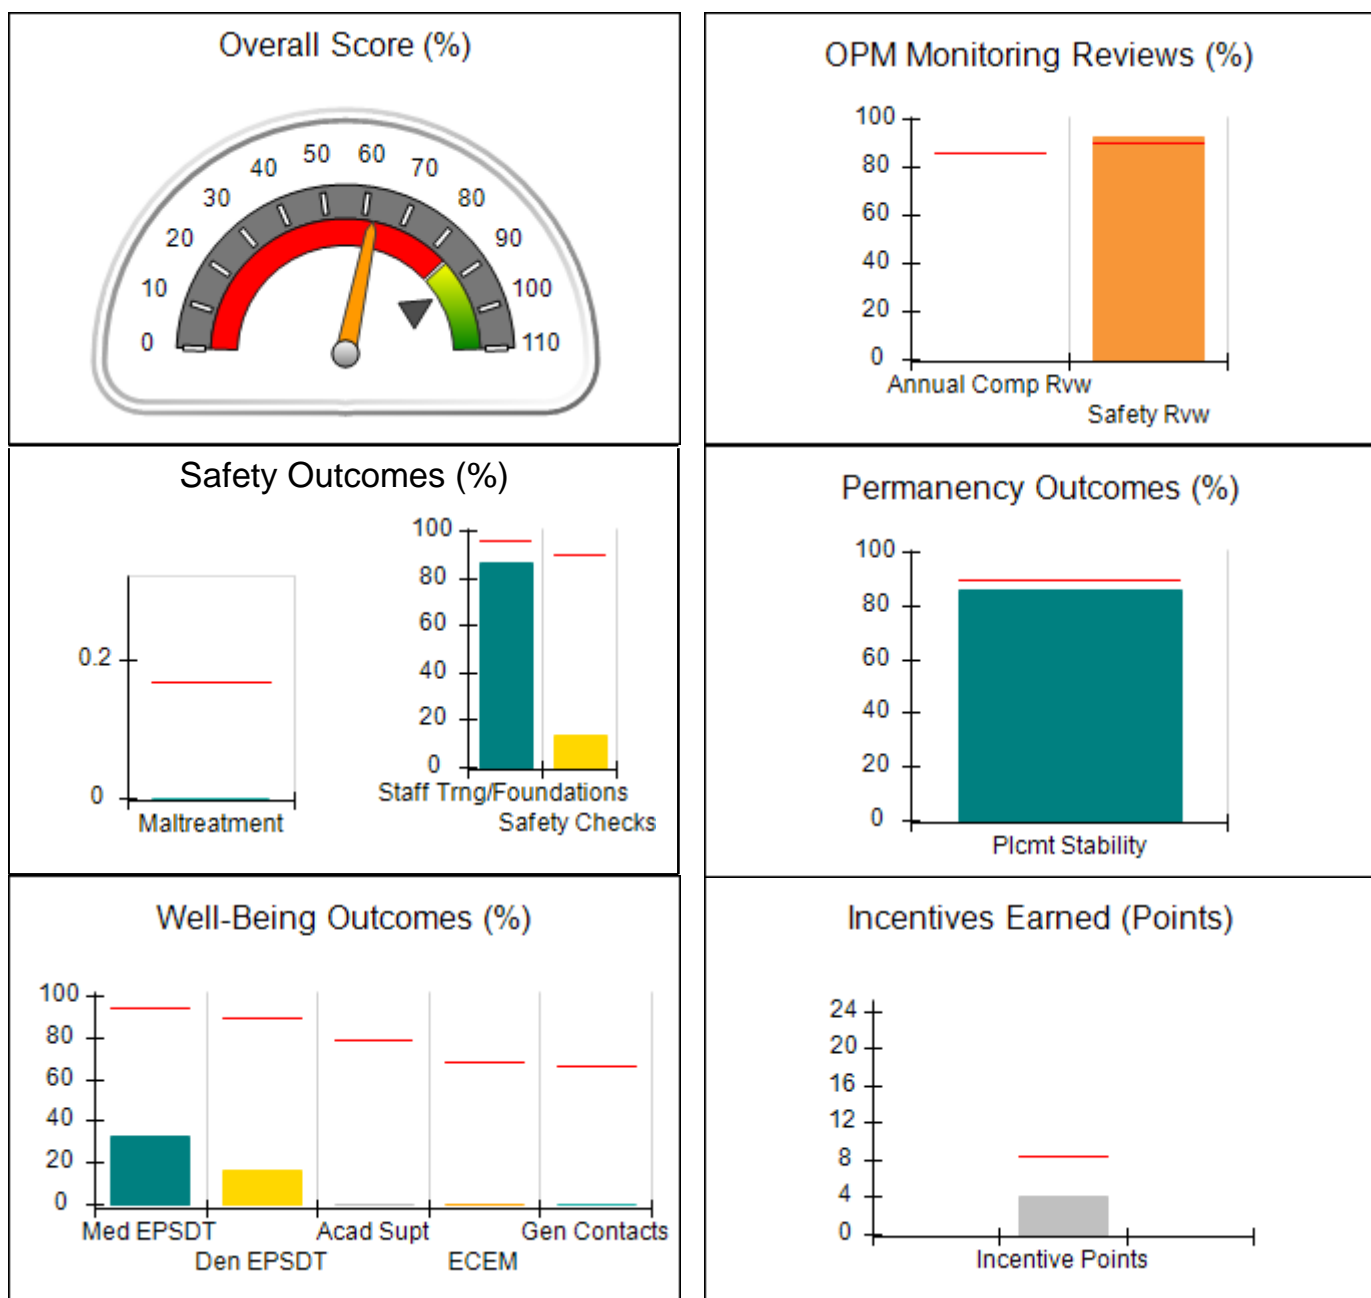 Overall Score (%)
0
10
20
30
40
50
60
70
80
90
100
110
OPM Monitoring Reviews (%)
100
80
60
40
20
0
Annual Comp Rvw
Safety Rvw
Safety Outcomes (%)
0.2
0
Maltreatment
100
80
60
40
20
0
Staff Trng/Foundations
Safety Checks
Permanency Outcomes (%)
100
80
60
40
20
0
Plcmt Stability
Well-Being Outcomes (%)
100
80
60
40
20
0
Med EPSDT
Den EPSDT
Acad Supt
ECEM
Gen Contacts
Incentives Earned (Points)
24
20
16
12
8
4
0
Incentive Points